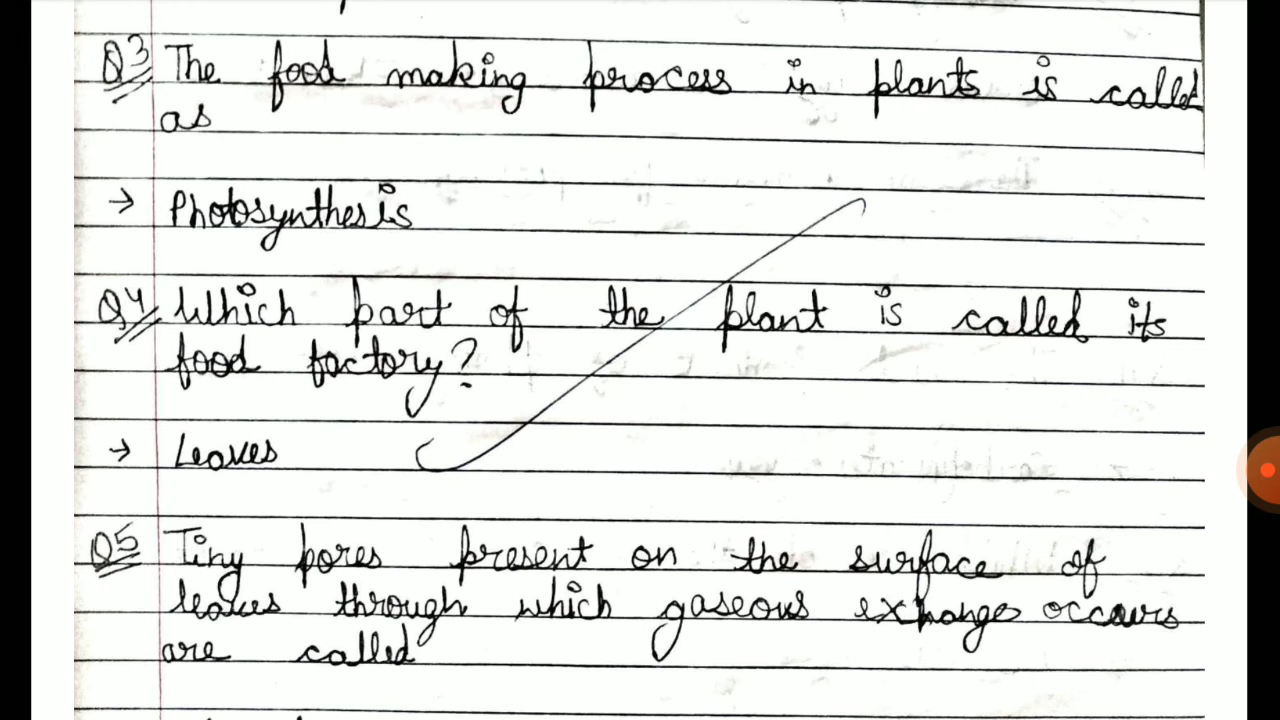 Q3 The food making process in plants is called
as
→ Photosynthesis
Q4 Which part of the plant is called its
food factory?
→ Leaves
Q5 Tiny pores present on the surface of
leaves through which gaseous exchange occurs
are called